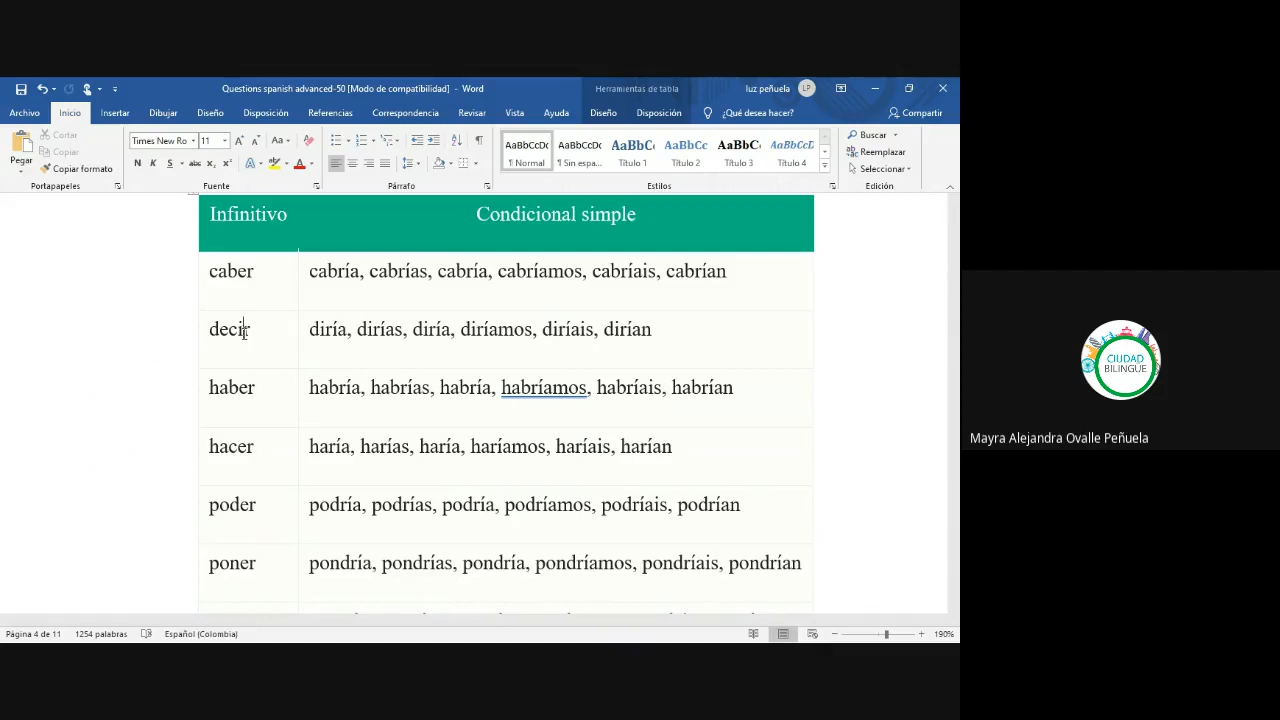 Questions spanish advanced-50 [Modo de compatibilidad] - Word
Herramientas de tabla
luz peñuela
LP
Archivo Inicio Insertar Dibujar Diseño Disposición Referencias Correspondencia Revisar Vista Ayuda Diseño Disposición ¿Qué desea hacer? Compartir
Pegar
Cortar
Copiar
Copiar formato
Portapapeles
Times New Ro 11
Fuente
Párrafo
AaBbCcDc AaBbCcDc AaBbC AaBbCc AaBbC AaBbCcD
¶ Normal ¶ Sin espa... Título 1 Título 2 Título 3 Título 4
Estilos
Buscar
Reemplazar
Seleccionar
Edición
Infinitivo Condicional simple
caber cabría, cabrías, cabría, cabríamos, cabríais, cabrían
decir diría, dirías, diría, diríamos, diríais, dirían
haber habría, habrías, habría, habríamos, habríais, habrían
hacer haría, harías, haría, haríamos, haríais, harían
poder podría, podrías, podría, podríamos, podríais, podrían
poner pondría, pondrías, pondría, pondríamos, pondríais, pondrían
Página 4 de 11 1254 palabras Español (Colombia) 190%
CIUDAD
BILINGÜE
Mayra Alejandra Ovalle Peñuela